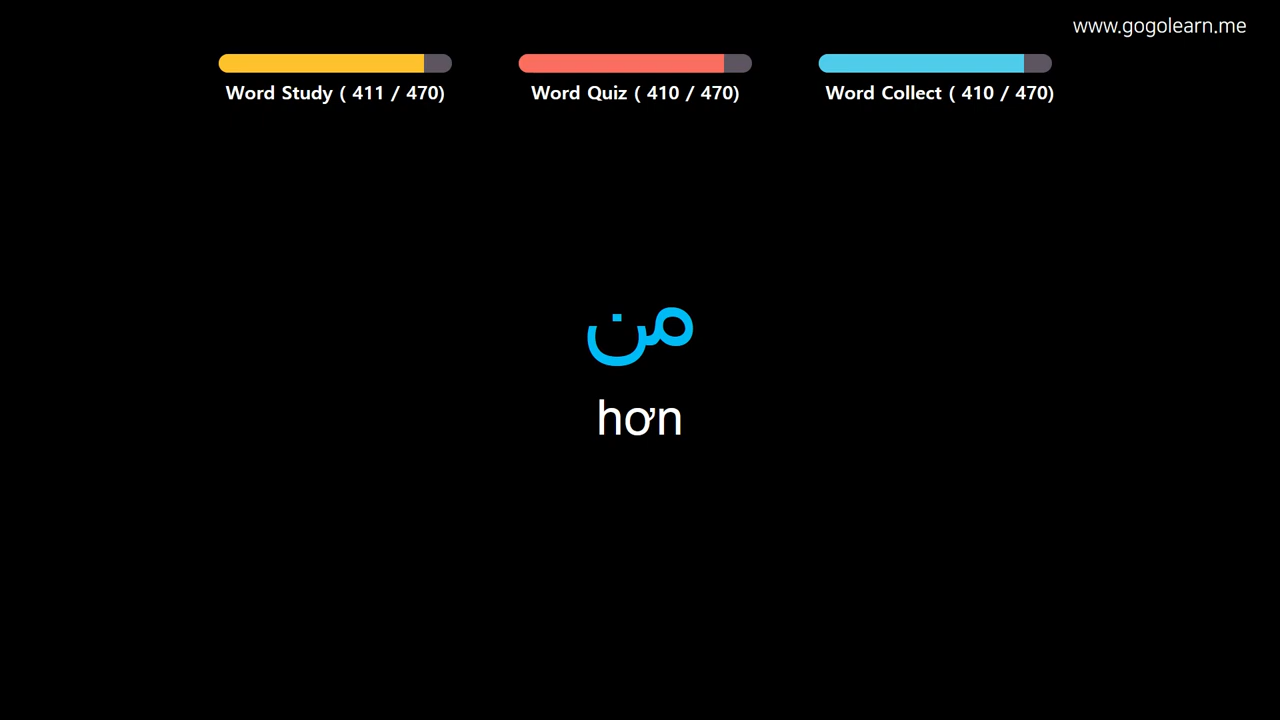 www.gogolearn.me
Word Study ( 411 / 470)
Word Quiz ( 410 / 470)
Word Collect ( 410 / 470)
من
hơn